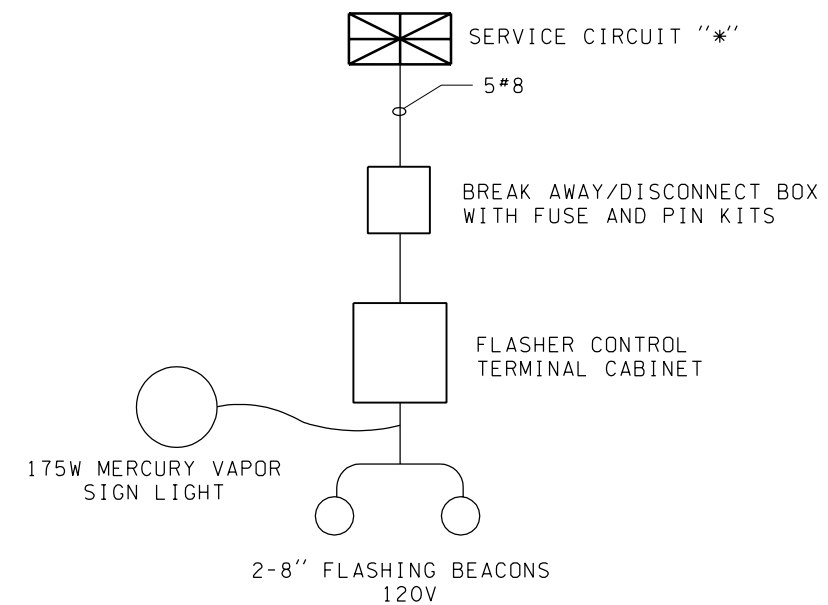 SERVICE CIRCUIT "*"
5#8
BREAK AWAY/DISCONNECT BOX
WITH FUSE AND PIN KITS
FLASHER CONTROL
TERMINAL CABINET
175W MERCURY VAPOR
SIGN LIGHT
2-8" FLASHING BEACONS
120V